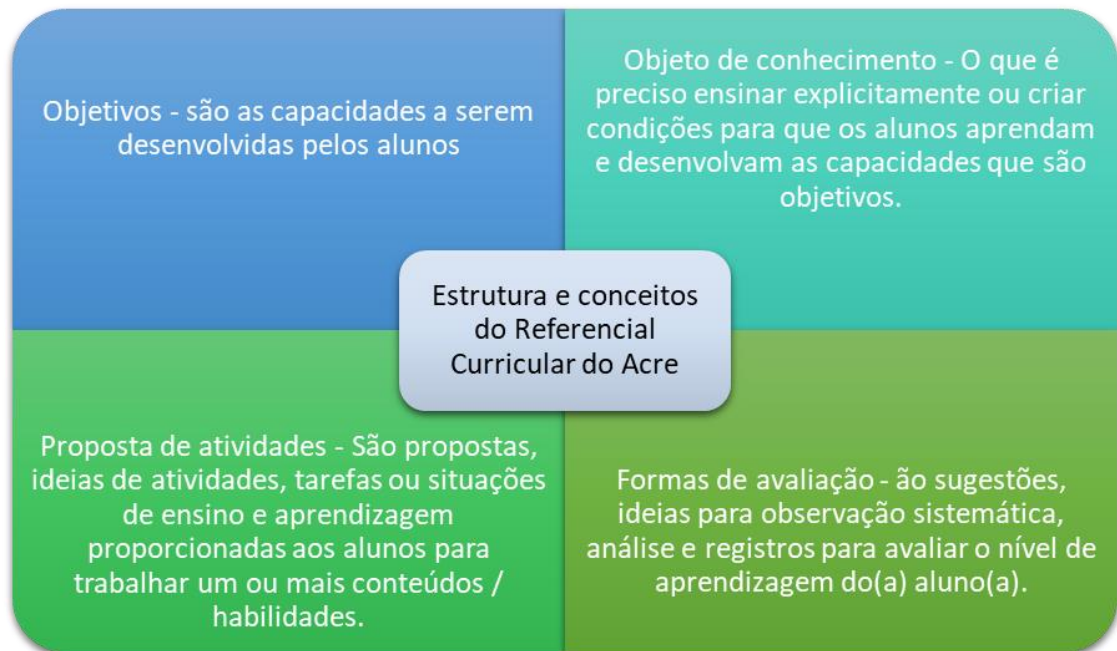 Objetivos - são as capacidades a serem
desenvolvidas pelos alunos
Objeto de conhecimento - O que é
preciso ensinar explicitamente ou criar
condições para que os alunos aprendam
e desenvolvam as capacidades que são
objetivos.
Estrutura e conceitos
do Referencial
Curricular do Acre
Proposta de atividades - São propostas,
ideias de atividades, tarefas ou situações
de ensino e aprendizagem
proporcionadas aos alunos para
trabalhar um ou mais conteúdos /
habilidades.
Formas de avaliação - ão sugestões,
ideias para observação sistemática,
análise e registros para avaliar o nível de
aprendizagem do(a) aluno(a).